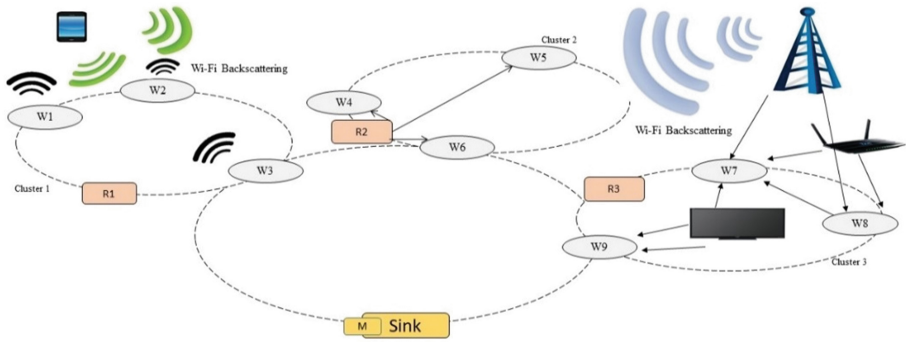 Cluster 2
W5
Wi-Fi Backscattering
W2
W1
W4
R2
W6
Wi-Fi Backscattering
W3
W7
Cluster 1
R1
R3
W8
W9
Cluster 3
M
Sink